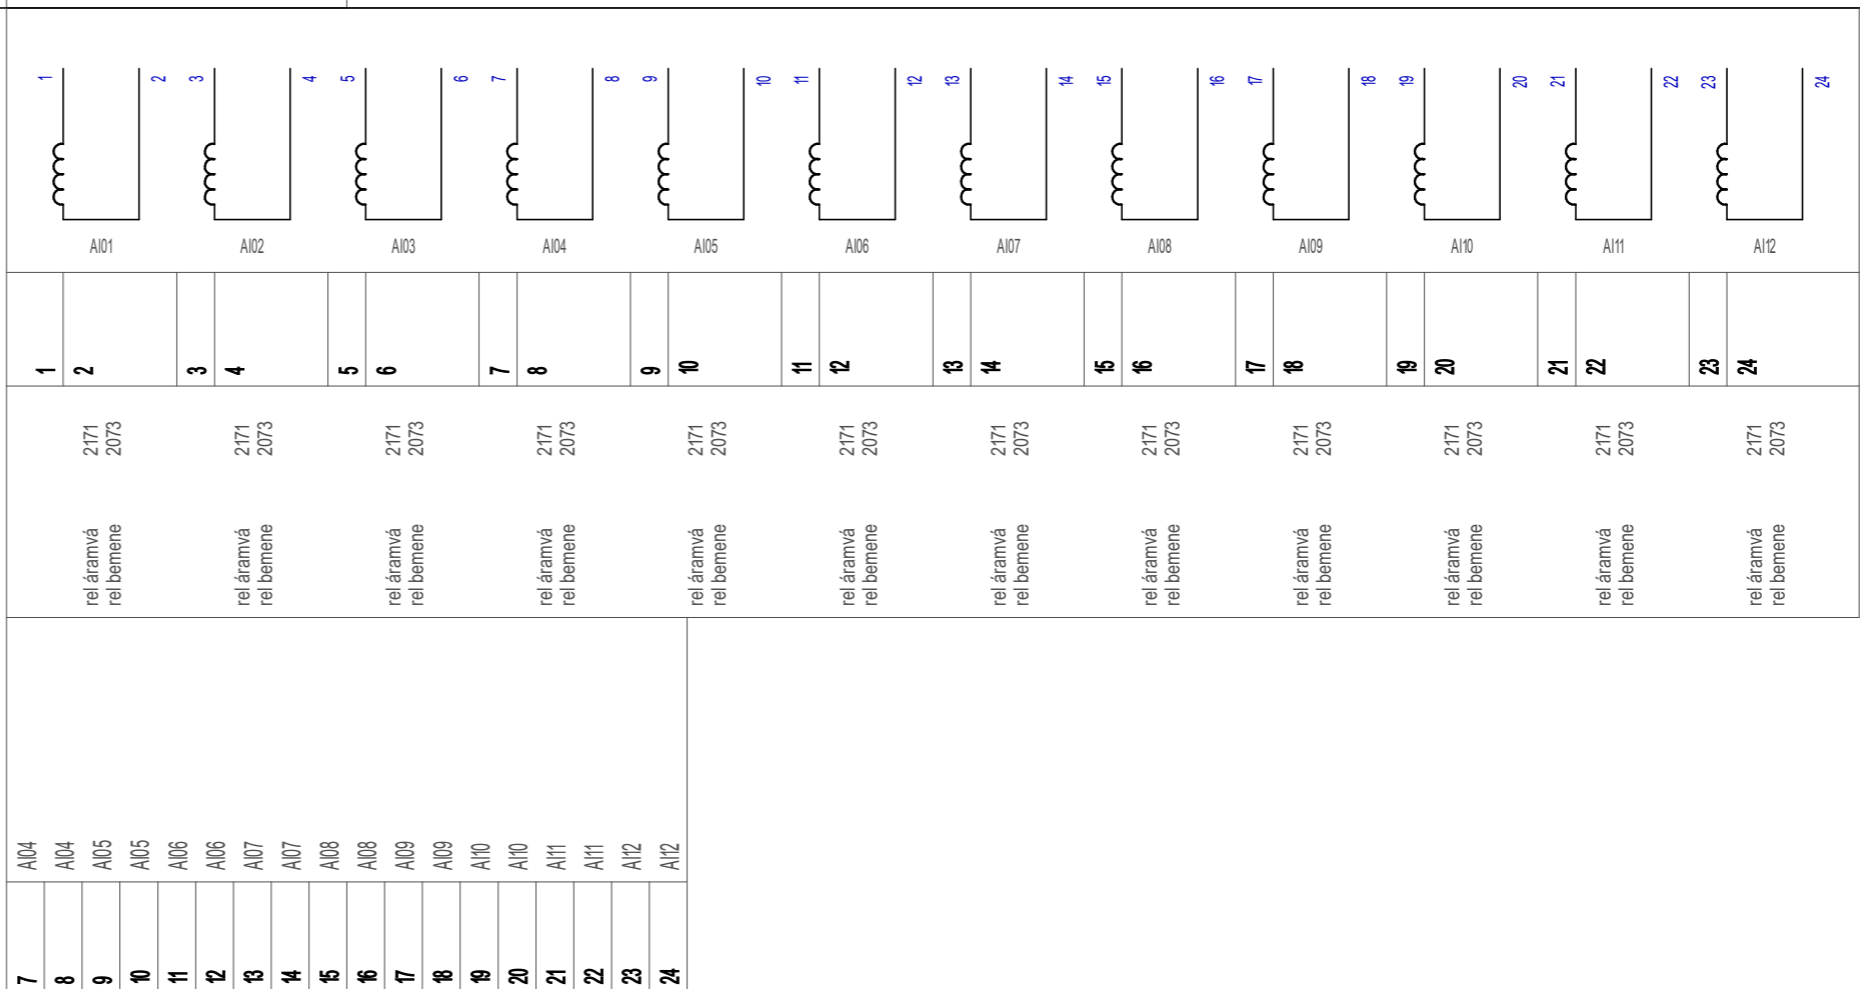 1 2 3 4 5 6 7 8 9 10 11 12 13 14 15 16 17 18 19 20 21 22 23 24
AI01 AI02 AI03 AI04 AI05 AI06 AI07 AI08 AI09 AI10 AI11 AI12
1 2 3 4 5 6 7 8 9 10 11 12 13 14 15 16 17 18 19 20 21 22 23 24
2171 2073 2171 2073 2171 2073 2171 2073 2171 2073 2171 2073 2171 2073 2171 2073 2171 2073 2171 2073 2171 2073 2171 2073
rel áramvá rel bemene rel áramvá rel bemene rel áramvá rel bemene rel áramvá rel bemene rel áramvá rel bemene rel áramvá rel bemene rel áramvá rel bemene rel áramvá rel bemene rel áramvá rel bemene rel áramvá rel bemene rel áramvá rel bemene rel áramvá rel bemene
AI04 AI04 AI05 AI05 AI06 AI06 AI07 AI07 AI08 AI08 AI09 AI09 AI10 AI10 AI11 AI11 AI12 AI12
7 8 9 10 11 12 13 14 15 16 17 18 19 20 21 22 23 24